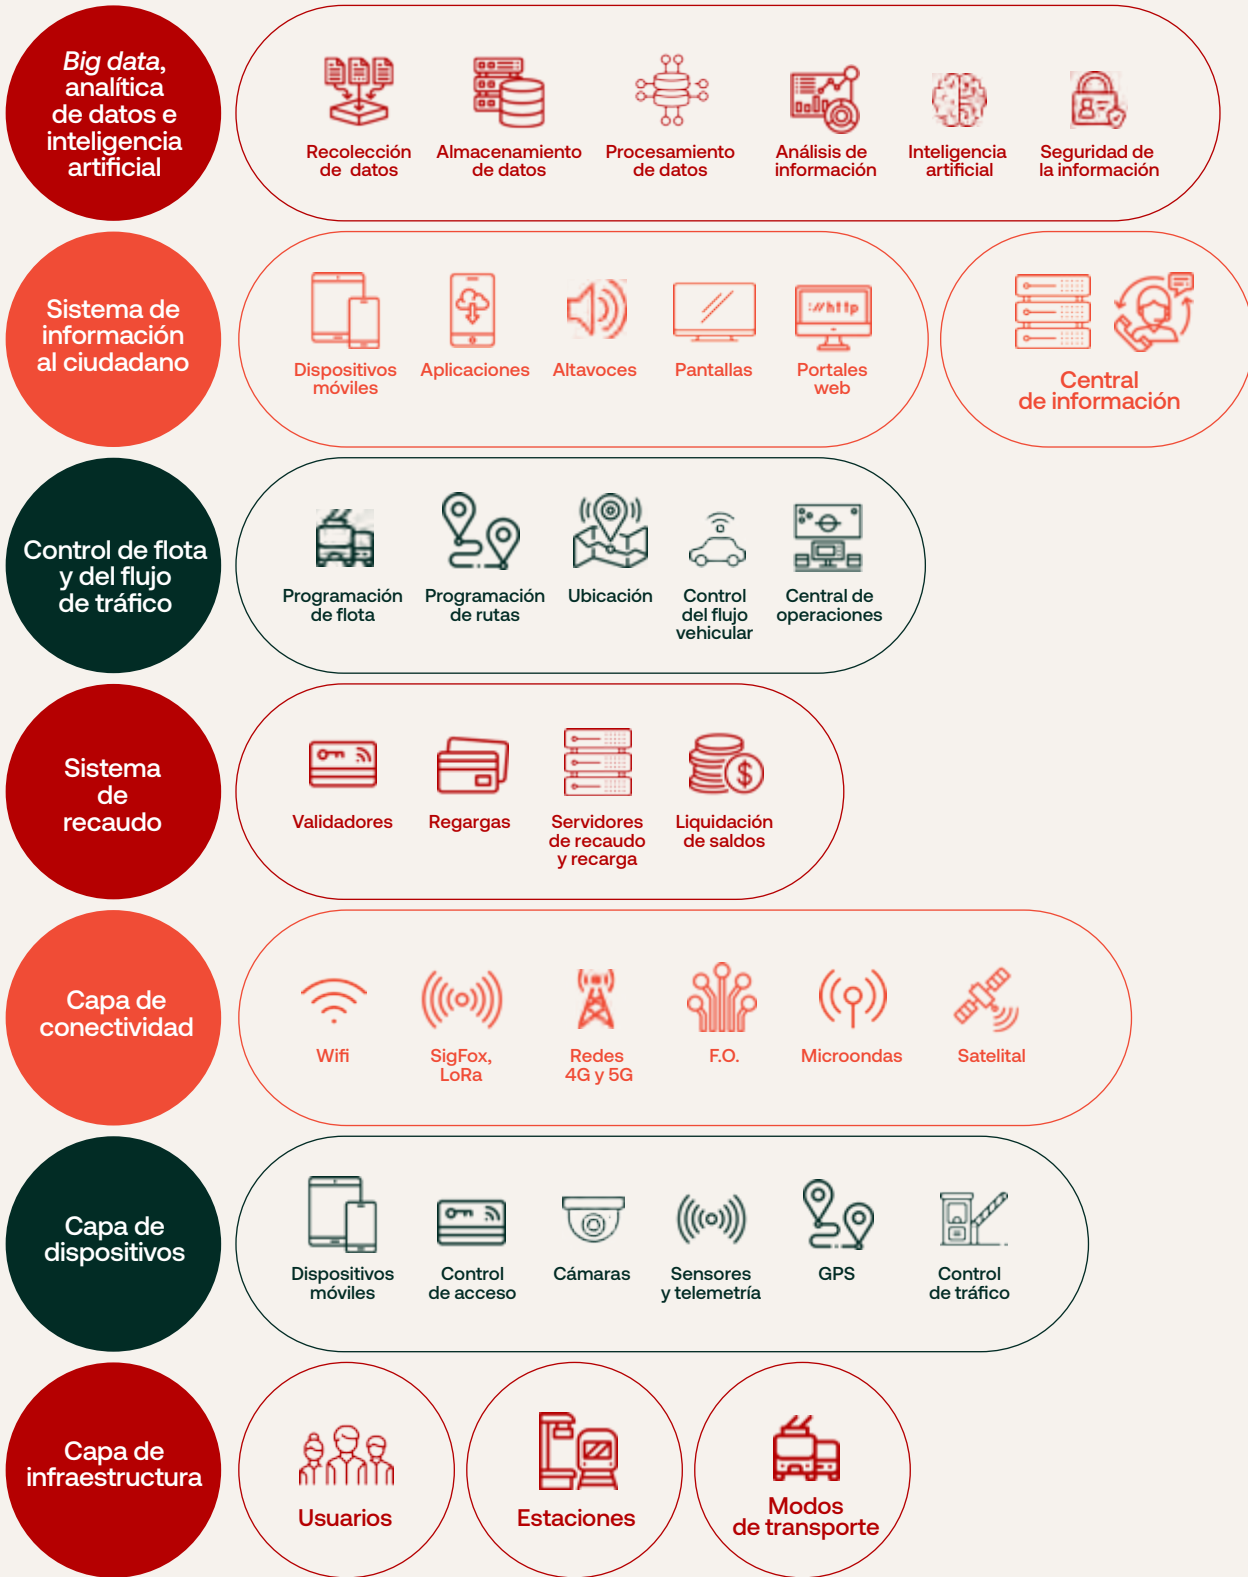 Big data,
analítica
de datos e
inteligencia
artificial
Recolección
de datos
Almacenamiento
de datos
Procesamiento
de datos
Análisis de
información
Inteligencia
artificial
Seguridad de
la información
Sistema de
información
al ciudadano
Dispositivos
móviles
Aplicaciones
Altavoces
Pantallas
://http
Portales
web
Central
de información
Control de flota
y del flujo
de tráfico
Programación
de flota
Programación
de rutas
Ubicación
Control
del flujo
vehicular
Central de
operaciones
Sistema
de
recaudo
Validadores
Regargas
Servidores
de recaudo
y recarga
$
Liquidación
de saldos
Capa de
conectividad
Wifi
SigFox,
LoRa
Redes
4G y 5G
F.O.
Microondas
Satelital
Capa de
dispositivos
Dispositivos
móviles
Control
de acceso
Cámaras
Sensores
y telemetría
GPS
Control
de tráfico
Capa de
infraestructura
Usuarios
Estaciones
Modos
de transporte